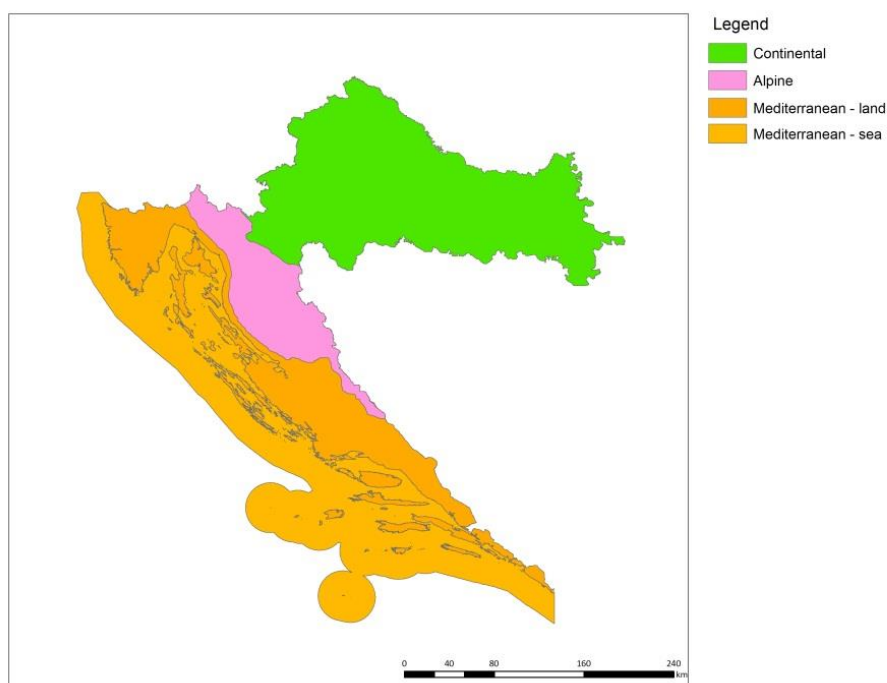 Legend
Continental
Alpine
Mediterranean - land
Mediterranean - sea
0 40 80 160 240
km